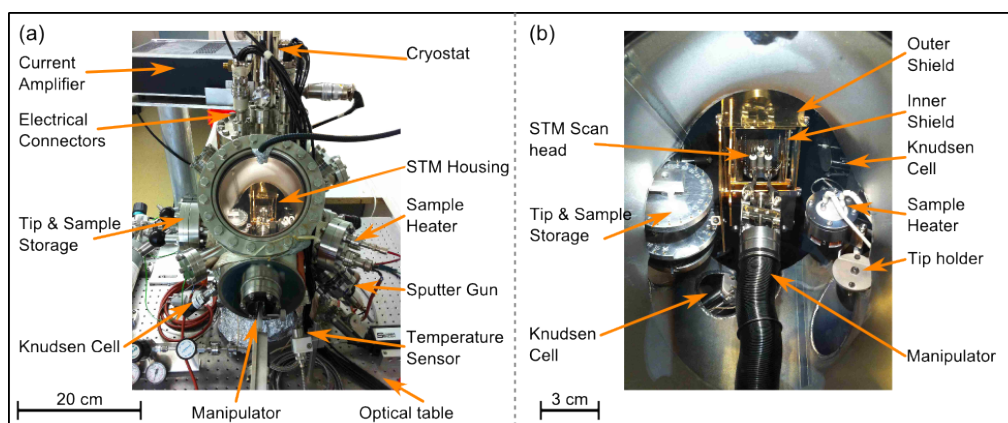 (a)
Current
Amplifier
Electrical
Connectors
Tip & Sample
Storage
Knudsen Cell
20 cm
Manipulator
Cryostat
STM Housing
Sample
Heater
Sputter Gun
Temperature
Sensor
Optical table
(b)
STM Scan
head
Tip & Sample
Storage
Knudsen
Cell
3 cm
Outer
Shield
Inner
Shield
Knudsen
Cell
Sample
Heater
Tip holder
Manipulator